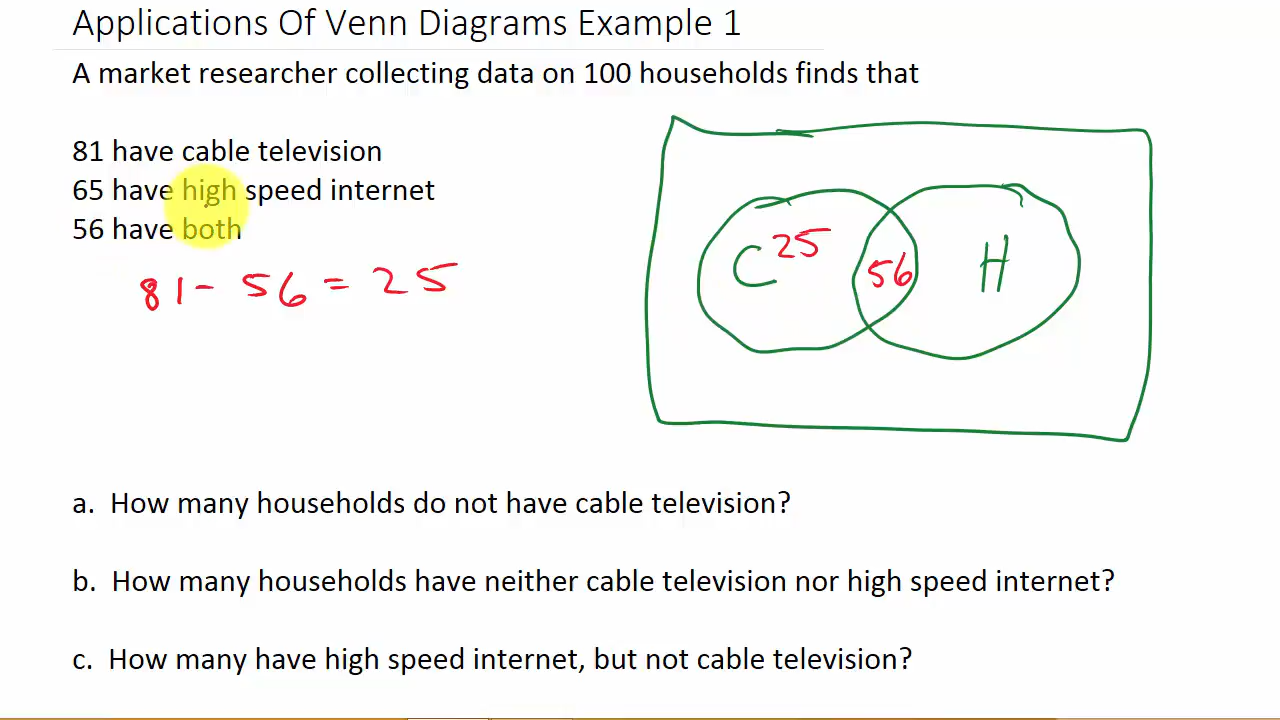 Applications Of Venn Diagrams Example 1
A market researcher collecting data on 100 households finds that
81 have cable television
65 have high speed internet
56 have both
81 - 56 = 25
C 25 56 H
a. How many households do not have cable television?
b. How many households have neither cable television nor high speed internet?
c. How many have high speed internet, but not cable television?